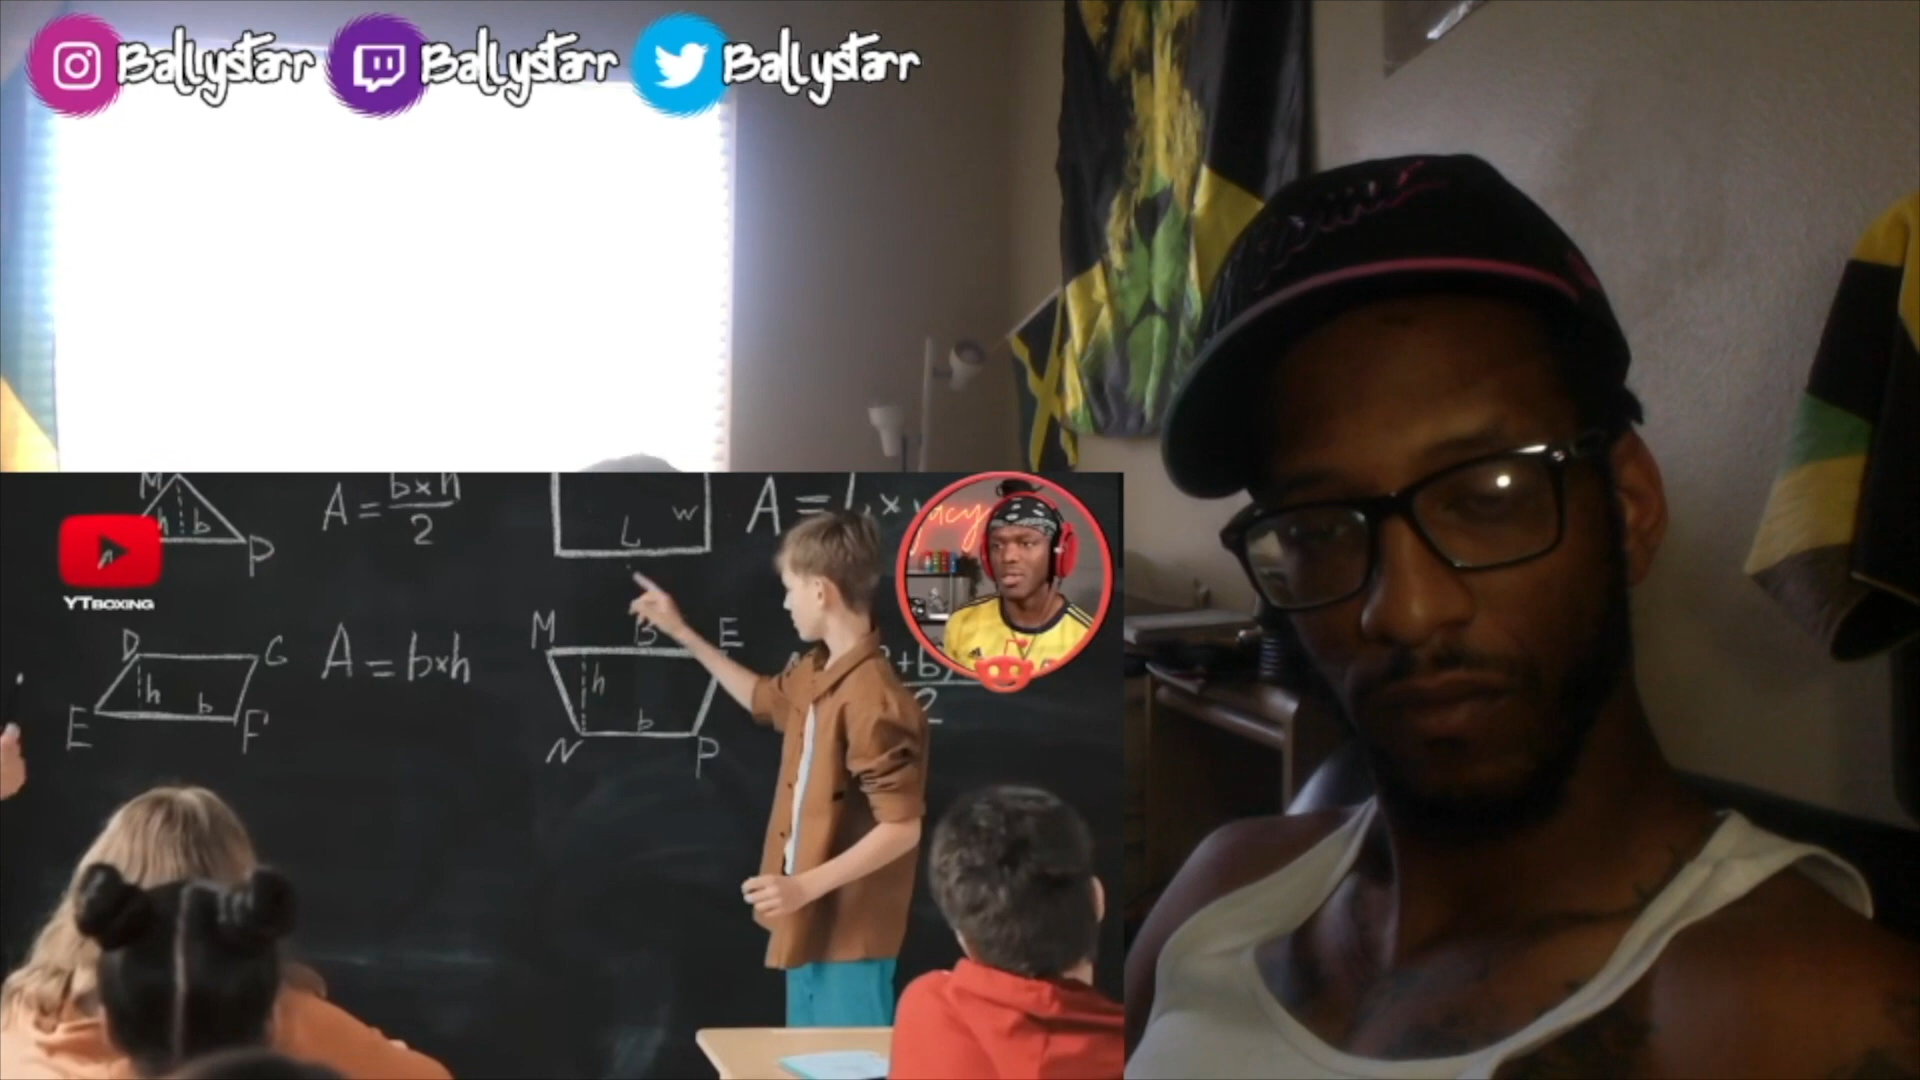 Ballystarr Ballystarr Ballystarr
M
h b
P
A = b×h
2
L w
A = L ×
YTBOXING
D G
h b
E F
A = b×h
M B E
h
b
N P
+b
2